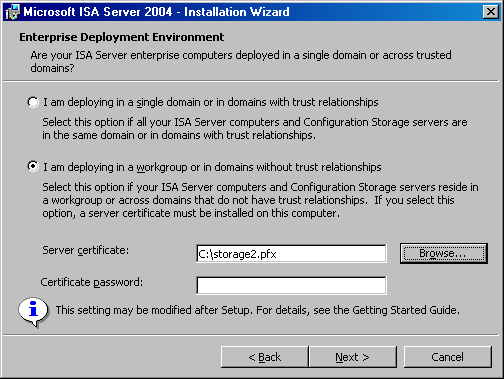 Microsoft ISA Server 2004 - Installation Wizard
Enterprise Deployment Environment
Are your ISA Server enterprise computers deployed in a single domain or across trusted
domains?
I am deploying in a single domain or in domains with trust relationships
Select this option if all your ISA Server computers and Configuration Storage servers are
in the same domain or in domains with trust relationships.
I am deploying in a workgroup or in domains without trust relationships
Select this option if your ISA Server computers and Configuration Storage servers reside in
a workgroup or across domains that do not have trust relationships. If you select this
option, a server certificate must be installed on this computer.
Server certificate: C:\storage2.pfx Browse...
Certificate password:
This setting may be modified after Setup. For details, see the Getting Started Guide.
< Back Next > Cancel